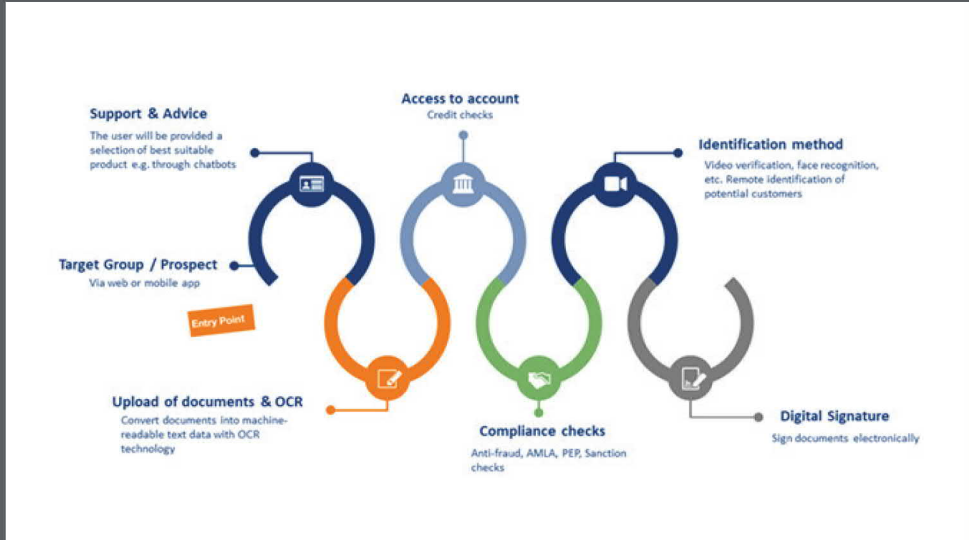 Support & Advice
The user will be provided a
selection of best suitable
product e.g. through chatbots
Access to account
Credit checks
Identification method
Video verification, face recognition,
etc. Remote identification of
potential customers
Target Group / Prospect
Via web or mobile app
Entry Point
Upload of documents & OCR
Convert documents into machine-
readable text data with OCR
technology
Compliance checks
Anti-fraud, AMLA, PEP, Sanction
checks
Digital Signature
Sign documents electronically